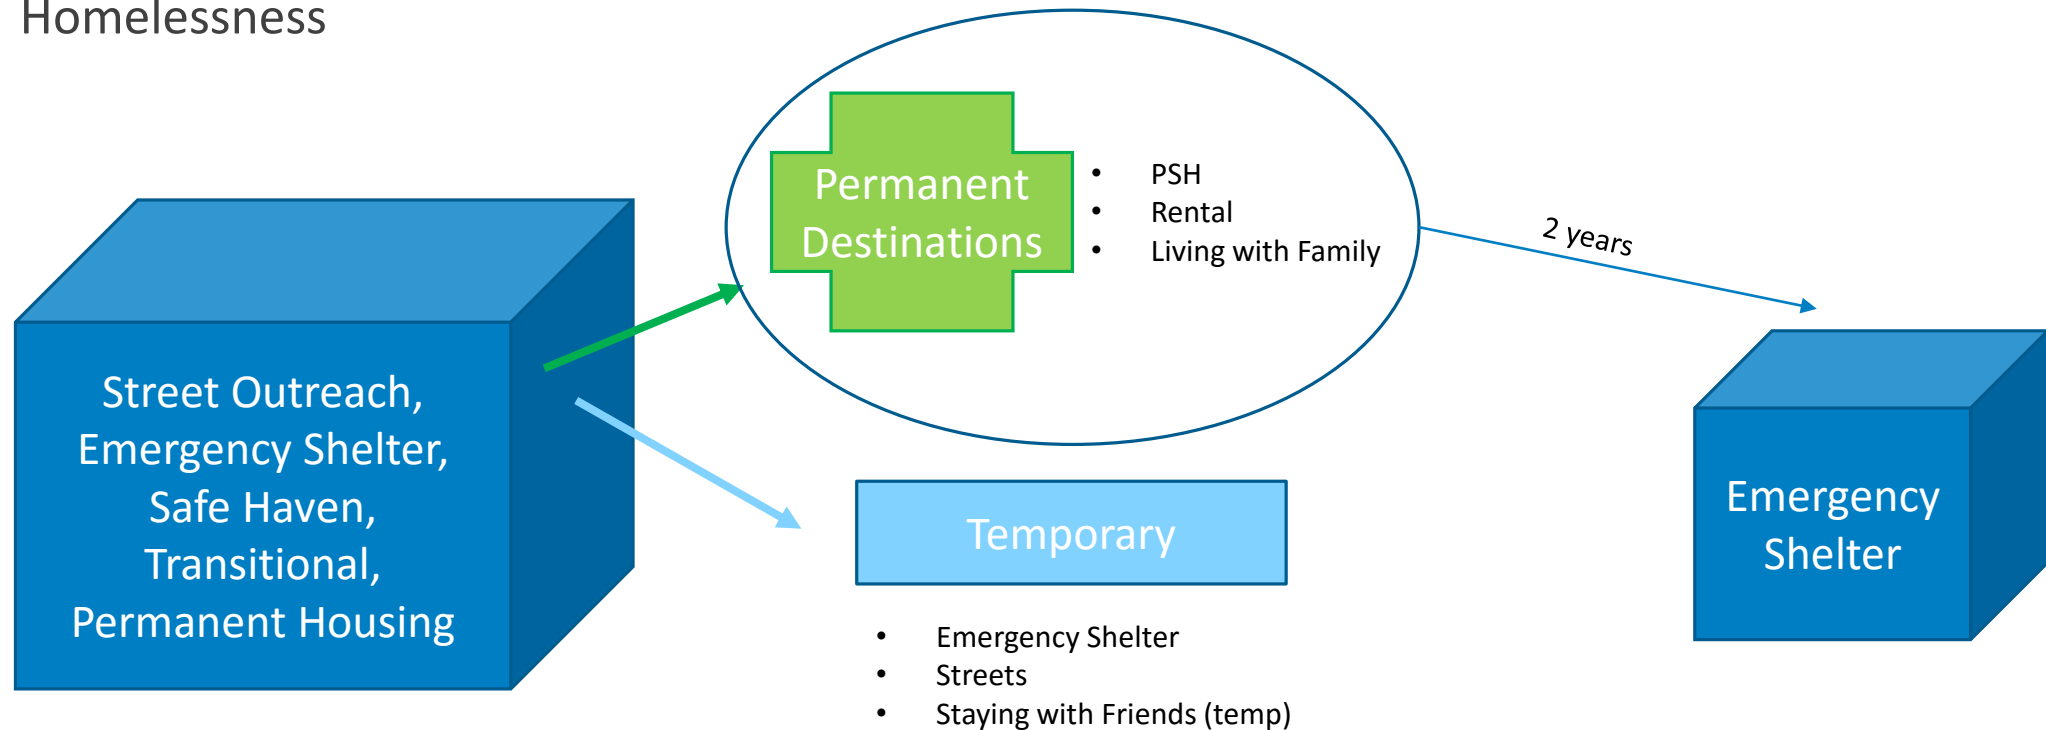 Homelessness
Street Outreach,
Emergency Shelter,
Safe Haven,
Transitional,
Permanent Housing
Permanent
Destinations
• PSH
• Rental
• Living with Family
2 years
Temporary
• Emergency Shelter
• Streets
• Staying with Friends (temp)
Emergency
Shelter